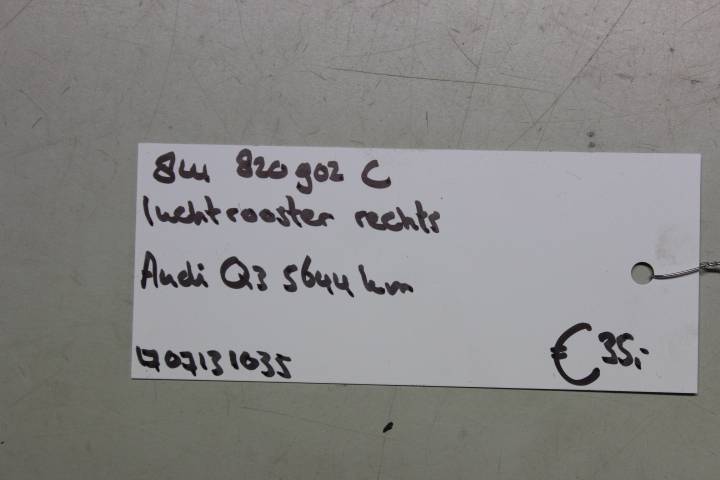 8U 820 902 C
luchtrooster rechts
Audi Q3 5644 km
1707131035
€35,-